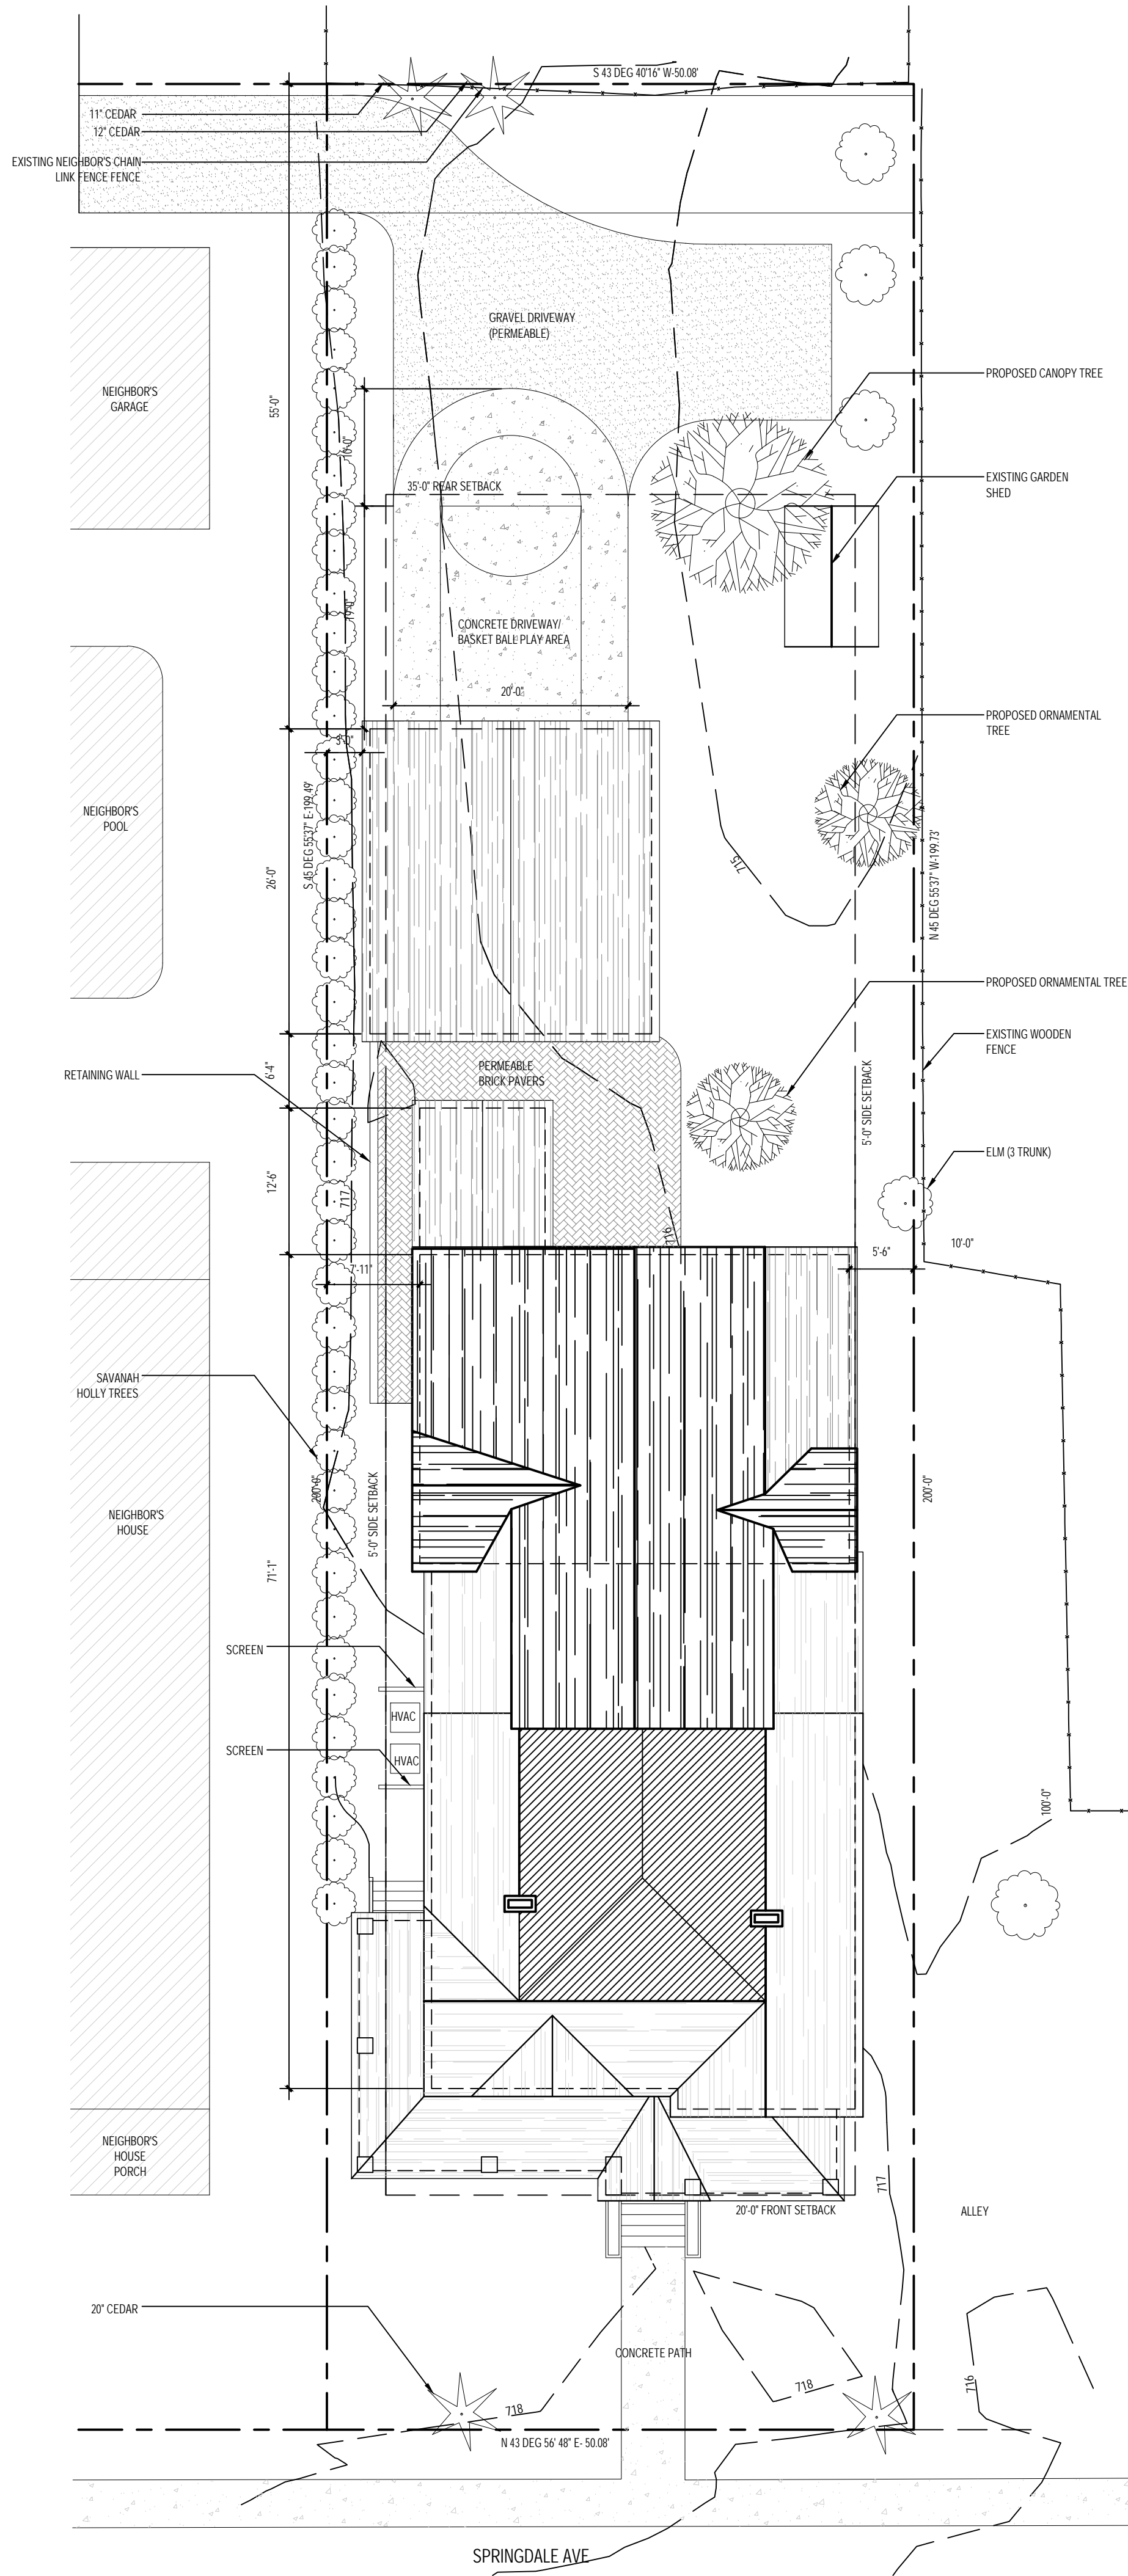 S 43 DEG 40'16" W-50.08'
11" CEDAR
12" CEDAR
EXISTING NEIGHBOR'S CHAIN
LINK FENCE FENCE
GRAVEL DRIVEWAY
(PERMEABLE)
NEIGHBOR'S
GARAGE
55'-0"
PROPOSED CANOPY TREE
10'-0"
35'-0" REAR SETBACK
EXISTING GARDEN
SHED
19'-0"
CONCRETE DRIVEWAY/
BASKET BALL PLAY AREA
20'-0"
PROPOSED ORNAMENTAL
TREE
3'-0"
NEIGHBOR'S
POOL
S 45 DEG 55'37" E-199.49'
26'-0"
715
N 45 DEG 55'37" W-199.73'
PROPOSED ORNAMENTAL TREE
EXISTING WOODEN
FENCE
RETAINING WALL
6'-4"
PERMEABLE
BRICK PAVERS
5'-0" SIDE SETBACK
ELM (3 TRUNK)
12'-6"
717
716
5'-6"
10'-0"
7'-11"
SAVANAH
HOLLY TREES
200'-0"
200'-0"
NEIGHBOR'S
HOUSE
5'-0" SIDE SETBACK
71'-1"
SCREEN
HVAC
SCREEN
HVAC
100'-0"
NEIGHBOR'S
HOUSE
PORCH
717
20'-0" FRONT SETBACK
ALLEY
20" CEDAR
CONCRETE PATH
718
718
716
N 43 DEG 56' 48" E- 50.08'
SPRINGDALE AVE